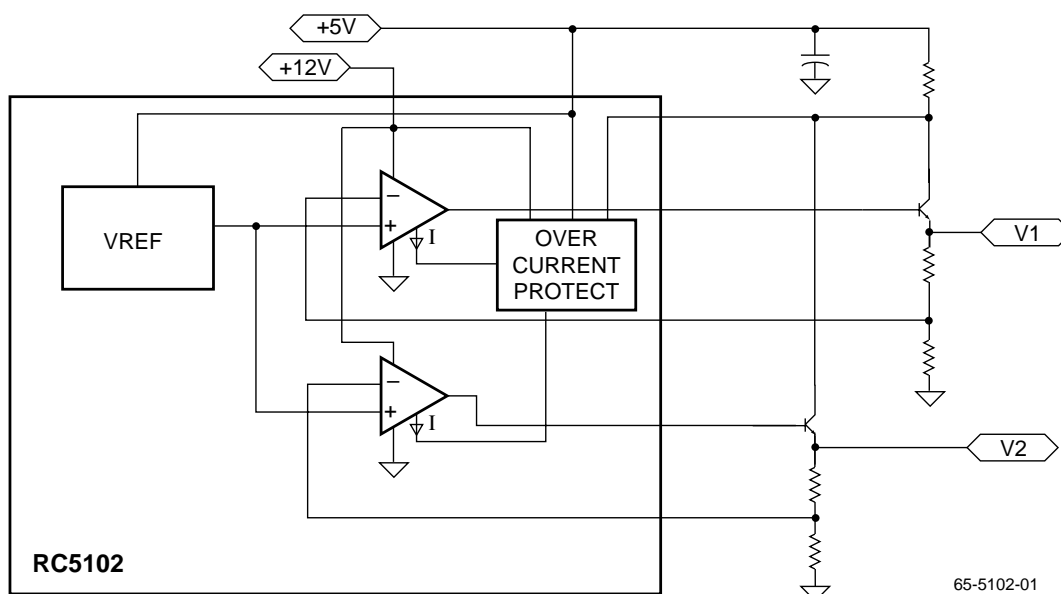 +5V
+12V
VREF
−
+
I
OVER
CURRENT
PROTECT
V1
−
+
I
V2
RC5102
65-5102-01